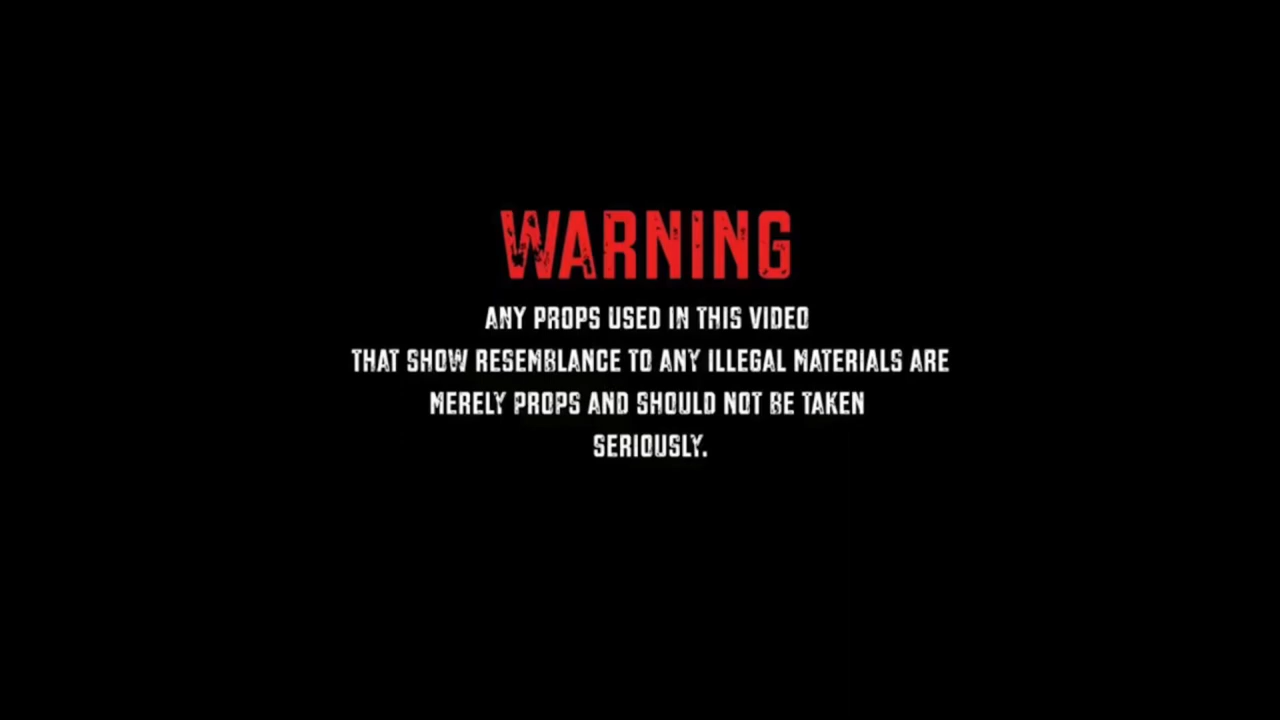 WARNING
ANY PROPS USED IN THIS VIDEO
THAT SHOW RESEMBLANCE TO ANY ILLEGAL MATERIALS ARE
MERELY PROPS AND SHOULD NOT BE TAKEN
SERIOUSLY.